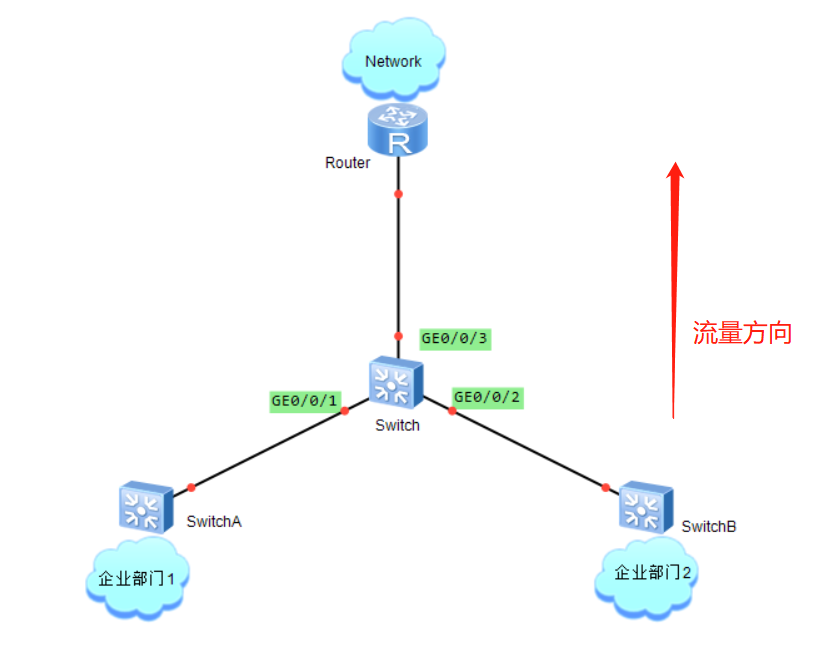 Network
R
Router
流量方向
GE0/0/3
GE0/0/1
GE0/0/2
Switch
SwitchA
SwitchB
企业部门1
企业部门2